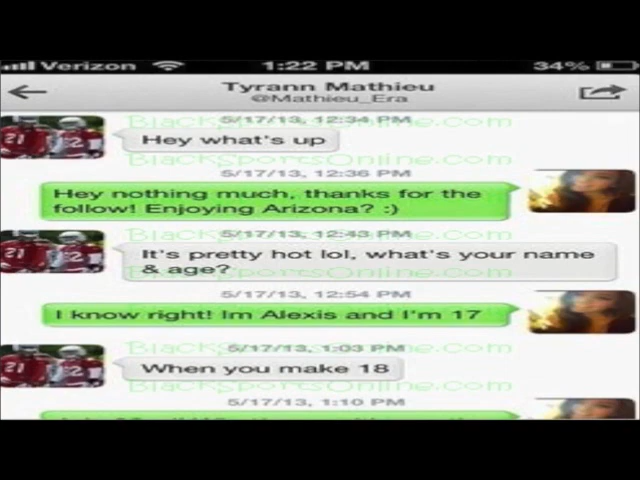 Verizon 1:22 PM 34%
Tyrann Mathieu
@Mathieu_Era
5/17/13, 12:34 PM
Hey what's up
BlackSportsOnline.com
5/17/13, 12:36 PM
Hey nothing much, thanks for the
follow! Enjoying Arizona? :)
5/17/13, 12:43 PM
It's pretty hot lol, what's your name
& age?
5/17/13, 12:54 PM
I know right! Im Alexis and I'm 17
5/17/13, 1:03 PM
When you make 18
BlackSportsOnline.com
5/17/13, 1:10 PM